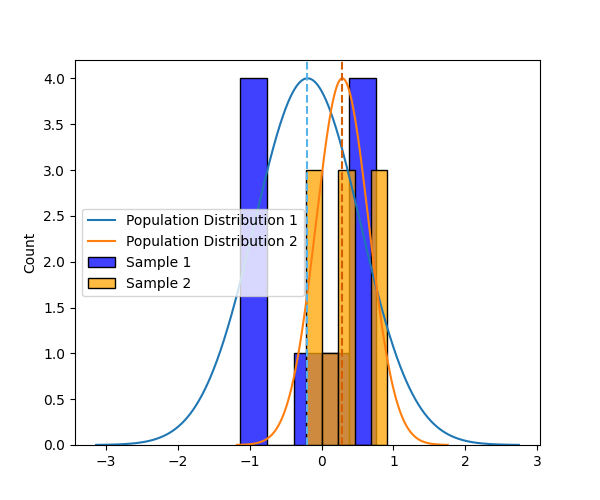 4.0
3.5
3.0
2.5
2.0
1.5
1.0
0.5
0.0
Count
Population Distribution 1
Population Distribution 2
Sample 1
Sample 2
−3 −2 −1 0 1 2 3